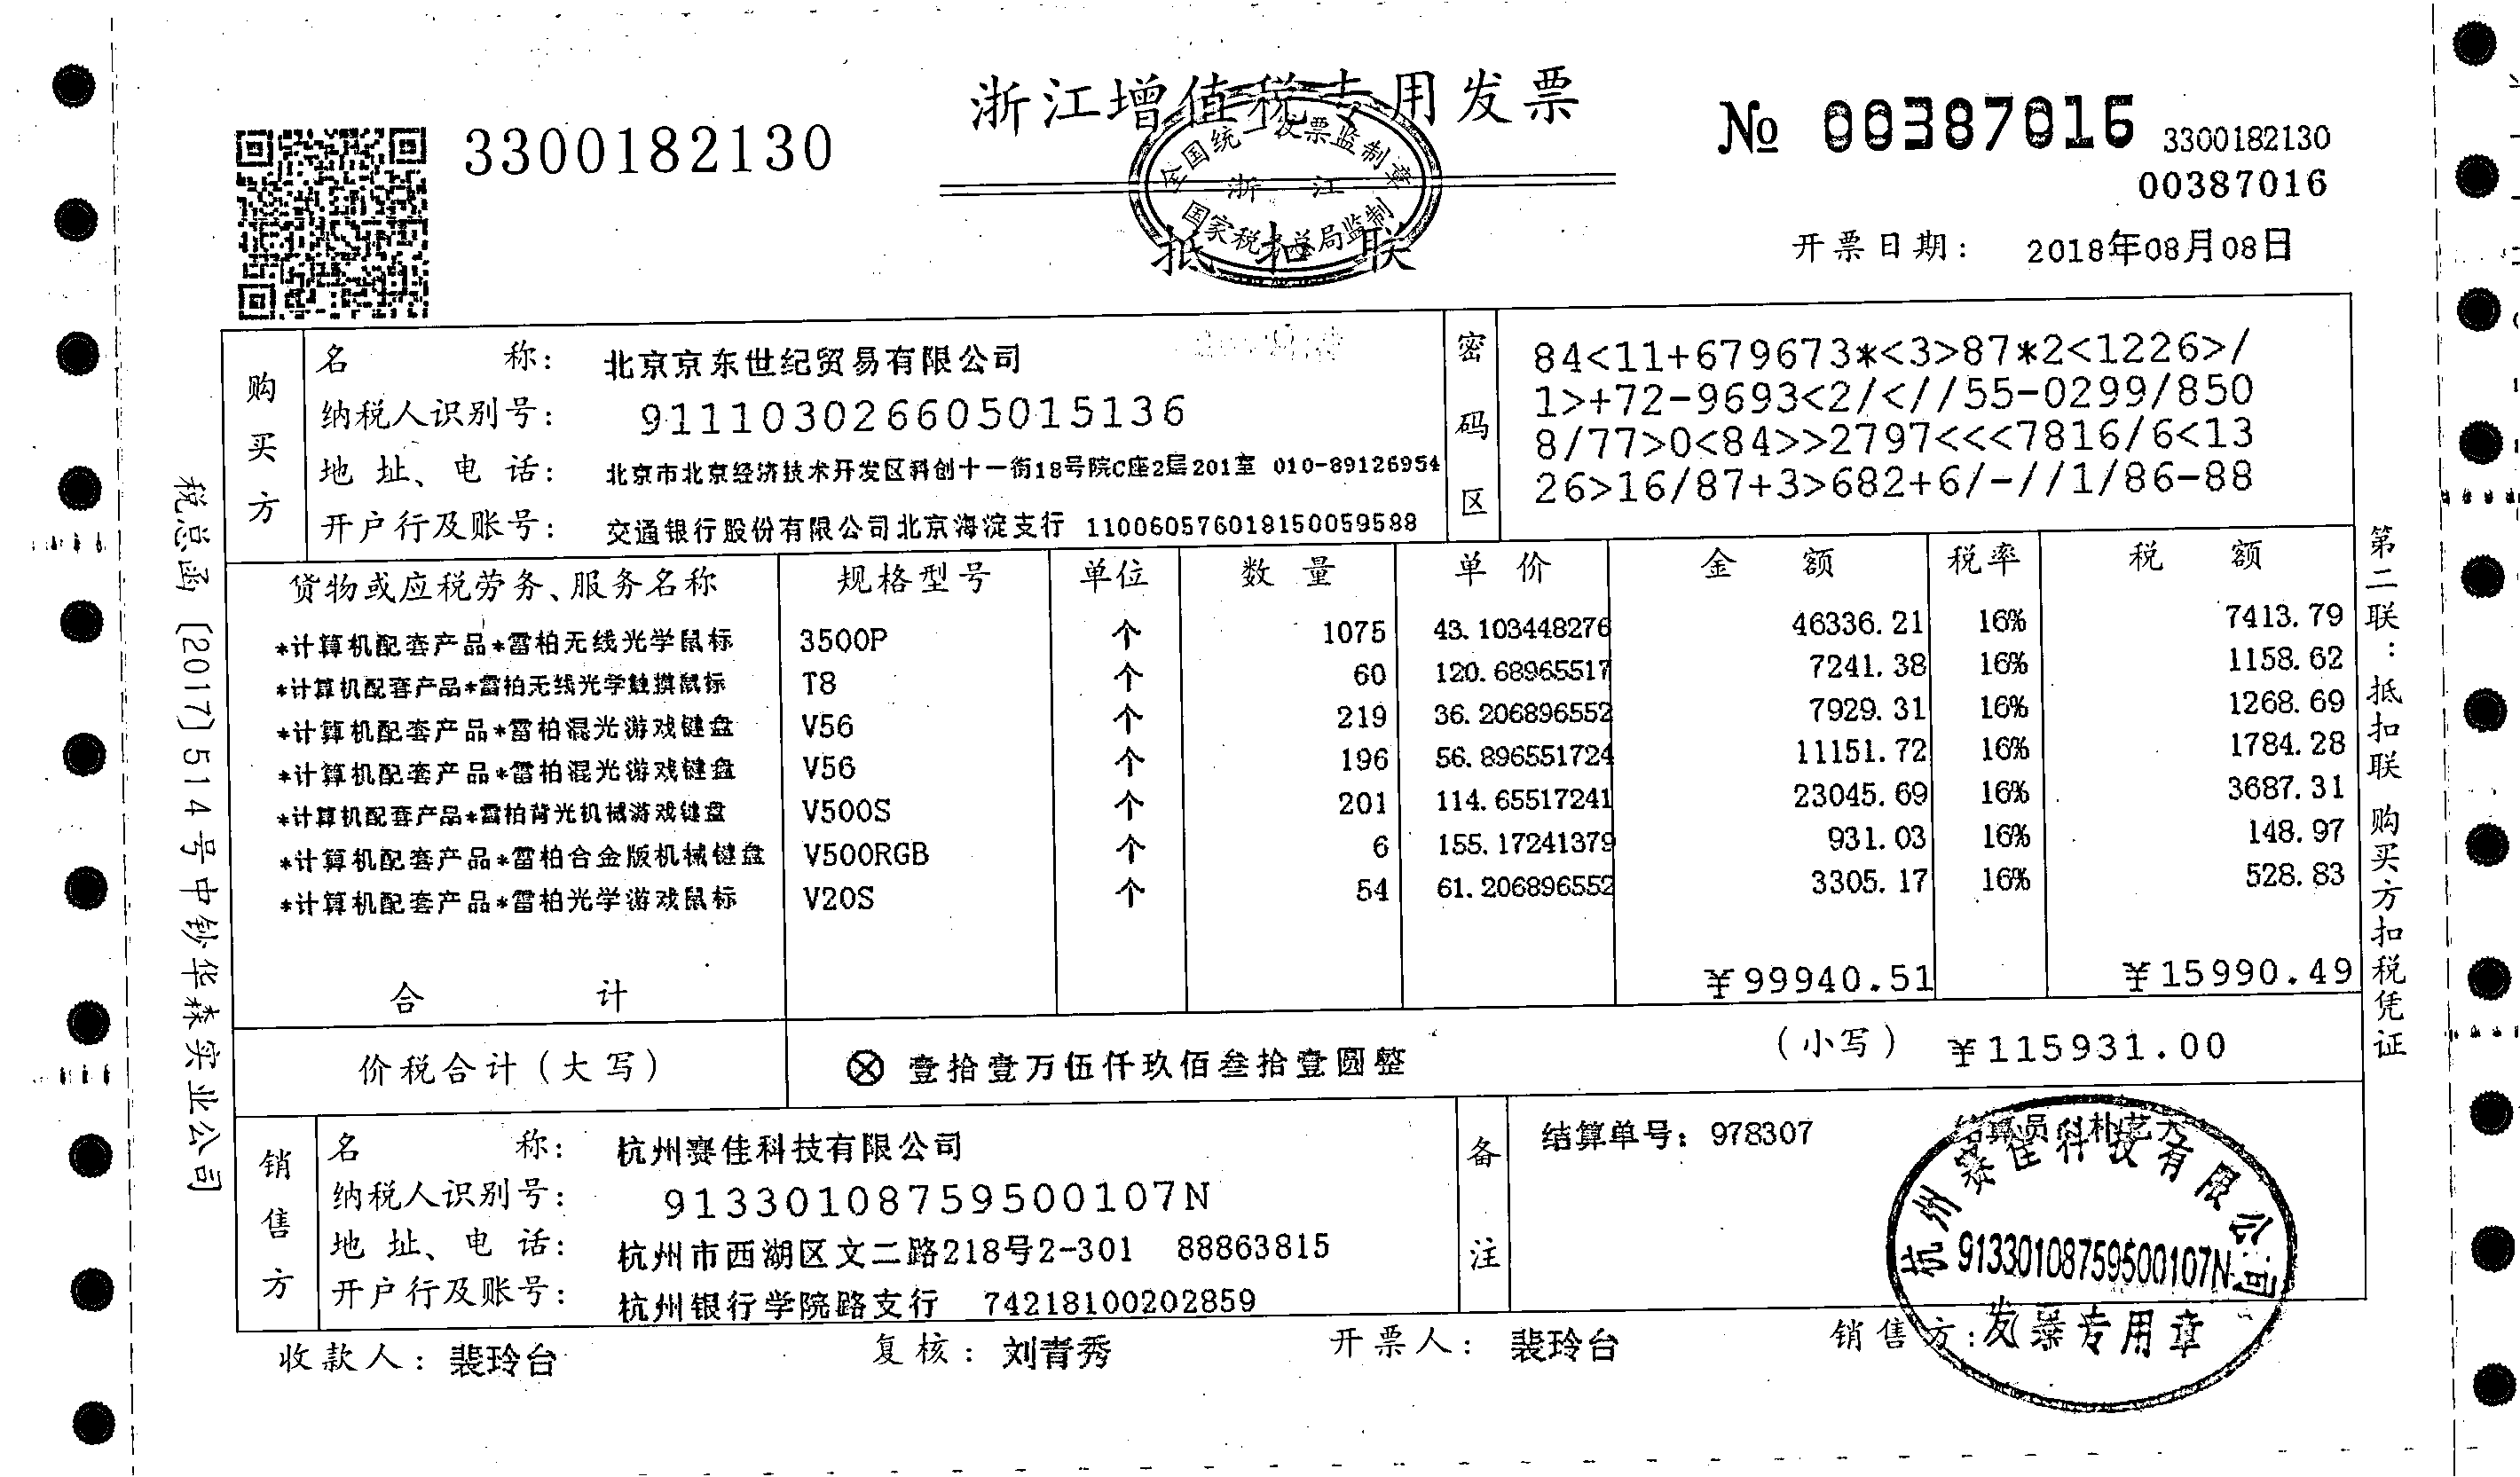 浙江增值税专用发票
3300182130
№ 00387016
3300182130
00387016
全国统一发票监制章
浙 江
国家税务总局监制
抵扣联
开票日期: 2018年08月08日
购买方
名 称: 北京京东世纪贸易有限公司
纳税人识别号: 911103026605015136
地 址、电 话: 北京市北京经济技术开发区科创十一街18号院C座2层201室 010-89126954
开户行及账号: 交通银行股份有限公司北京海淀支行 110060576018150059588
密码区
84<11+679673*<3>87*2<1226>/
1>+72-9693<2/<//55-0299/850
8/77>0<84>>2797<<<7816/6<13
26>16/87+3>682+6/-//1/86-88
货物或应税劳务、服务名称 规格型号 单位 数 量 单 价 金 额 税率 税 额
*计算机配套产品*雷柏无线光学鼠标 3500P 个 1075 43.103448276 46336.21 16% 7413.79
*计算机配套产品*雷柏无线光学触摸鼠标 T8 个 60 120.68965517 7241.38 16% 1158.62
*计算机配套产品*雷柏混光游戏键盘 V56 个 219 36.206896552 7929.31 16% 1268.69
*计算机配套产品*雷柏混光游戏键盘 V56 个 196 56.896551724 11151.72 16% 1784.28
*计算机配套产品*雷柏背光机械游戏键盘 V500S 个 201 114.65517241 23045.69 16% 3687.31
*计算机配套产品*雷柏合金版机械键盘 V500RGB 个 6 155.17241379 931.03 16% 148.97
*计算机配套产品*雷柏光学游戏鼠标 V20S 个 54 61.206896552 3305.17 16% 528.83
合 计 ¥99940.51 ¥15990.49
价税合计(大写) ⊗ 壹拾壹万伍仟玖佰叁拾壹圆整 (小写) ¥115931.00
销售方
名 称: 杭州赛佳科技有限公司
纳税人识别号: 91330108759500107N
地 址、电 话: 杭州市西湖区文二路218号2-301 88863815
开户行及账号: 杭州银行学院路支行 74218100202859
备注
结算单号: 978307
结算员
杭州赛佳科技有限公司
91330108759500107N
发票专用章
收款人: 裴玲台 复核: 刘青秀 开票人: 裴玲台 销售方:
税总函〔2017〕514号中钞华森实业公司
第二联:抵扣联 购买方扣税凭证